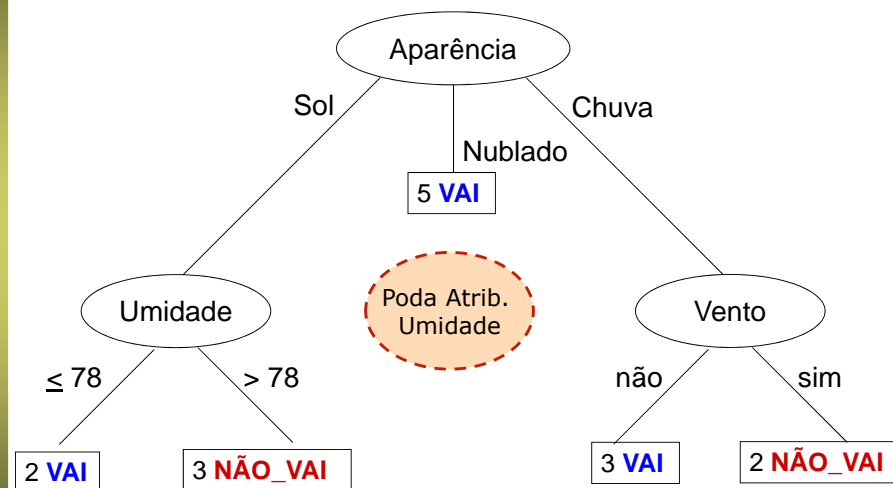 Aparência
Sol
Chuva
Nublado
5 VAI
Umidade
Poda Atrib.
Umidade
Vento
≤ 78
> 78
não
sim
2 VAI
3 NÃO_VAI
3 VAI
2 NÃO_VAI